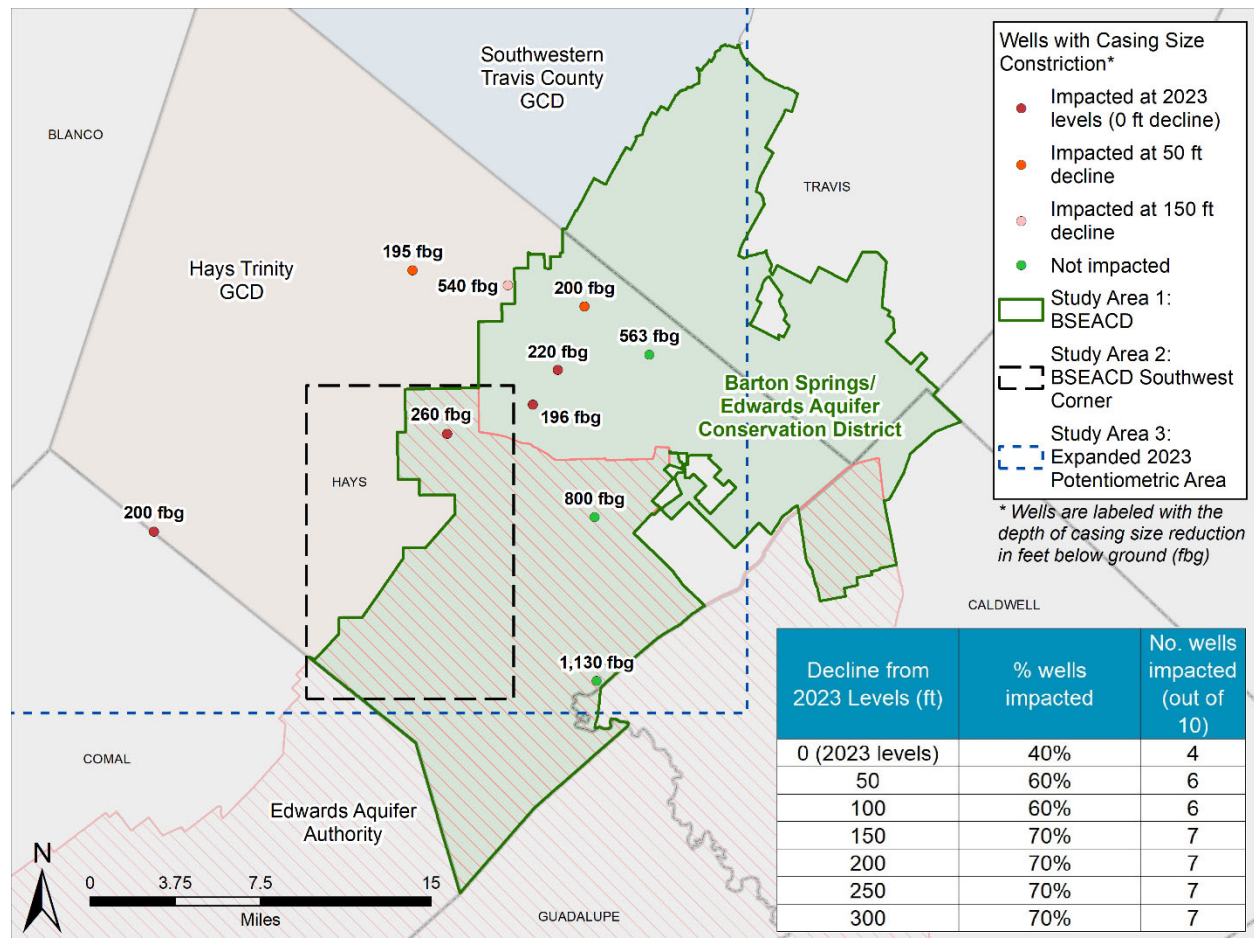 Southwestern
Travis County
GCD
BLANCO
TRAVIS
Hays Trinity
GCD
195 fbg
540 fbg
200 fbg
563 fbg
220 fbg
196 fbg
Barton Springs/
Edwards Aquifer
Conservation District
260 fbg
HAYS
200 fbg
800 fbg
CALDWELL
1,130 fbg
COMAL
Edwards Aquifer
Authority
GUADALUPE
N
0 3.75 7.5 15
Miles
Wells with Casing Size
Constriction*
Impacted at 2023
levels (0 ft decline)
Impacted at 50 ft
decline
Impacted at 150 ft
decline
Not impacted
Study Area 1:
BSEACD
Study Area 2:
BSEACD Southwest
Corner
Study Area 3:
Expanded 2023
Potentiometric Area
* Wells are labeled with the
depth of casing size reduction
in feet below ground (fbg)
Decline from
2023 Levels (ft)
% wells
impacted
No. wells
impacted
(out of
10)
0 (2023 levels) 40% 4
50 60% 6
100 60% 6
150 70% 7
200 70% 7
250 70% 7
300 70% 7